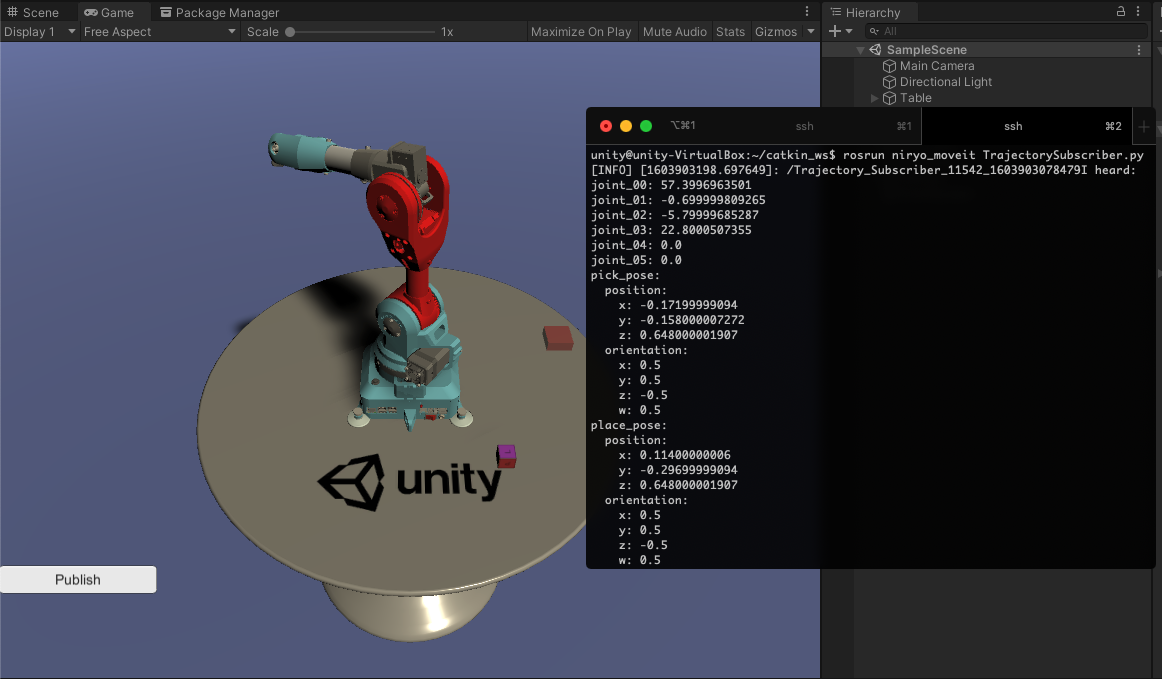 Scene
Game
Package Manager
Display 1
Free Aspect
Scale
1x
Maximize On Play
Mute Audio
Stats
Gizmos
Hierarchy
All
SampleScene
Main Camera
Directional Light
Table
⌥⌘1
ssh
⌘1
ssh
⌘2
unity@unity-VirtualBox:~/catkin_ws$ rosrun niryo_moveit TrajectorySubscriber.py
[INFO] [1603903198.697649]: /Trajectory_Subscriber_11542_1603903078479I heard:
joint_00: 57.3996963501
joint_01: -0.699999809265
joint_02: -5.79999685287
joint_03: 22.8000507355
joint_04: 0.0
joint_05: 0.0
pick_pose:
position:
x: -0.17199999094
y: -0.158000007272
z: 0.648000001907
orientation:
x: 0.5
y: 0.5
z: -0.5
w: 0.5
place_pose:
position:
x: 0.11400000006
y: -0.29699999094
z: 0.648000001907
orientation:
x: 0.5
y: 0.5
z: -0.5
w: 0.5
unity
Publish